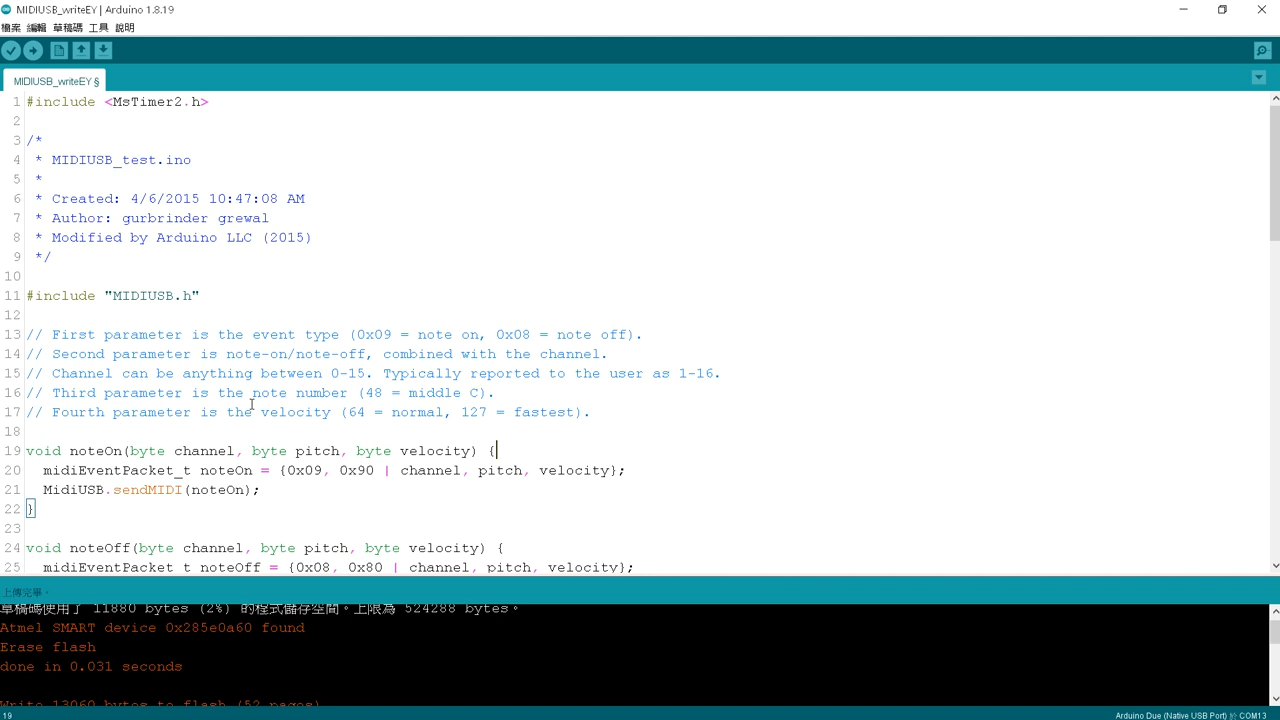 MIDIUSB_writeEY | Arduino 1.8.19
檔案 編輯 草稿碼 工具 說明
MIDIUSB_writeEY §
1 #include <MsTimer2.h>
2
3 /*
4 * MIDIUSB_test.ino
5 *
6 * Created: 4/6/2015 10:47:08 AM
7 * Author: gurbrinder grewal
8 * Modified by Arduino LLC (2015)
9 */
10
11 #include "MIDIUSB.h"
12
13 // First parameter is the event type (0x09 = note on, 0x08 = note off).
14 // Second parameter is note-on/note-off, combined with the channel.
15 // Channel can be anything between 0-15. Typically reported to the user as 1-16.
16 // Third parameter is the note number (48 = middle C).
17 // Fourth parameter is the velocity (64 = normal, 127 = fastest).
18
19 void noteOn(byte channel, byte pitch, byte velocity) {
20 midiEventPacket_t noteOn = {0x09, 0x90 | channel, pitch, velocity};
21 MidiUSB.sendMIDI(noteOn);
22 }
23
24 void noteOff(byte channel, byte pitch, byte velocity) {
25 midiEventPacket_t noteOff = {0x08, 0x80 | channel, pitch, velocity};
上傳完畢。
草稿碼使用了 11880 bytes (2%) 的程式儲存空間。上限為 524288 bytes。
Atmel SMART device 0x285e0a60 found
Erase flash
done in 0.031 seconds
Write 13060 bytes to flash (52 pages)
19
Arduino Due (Native USB Port) 於 COM13